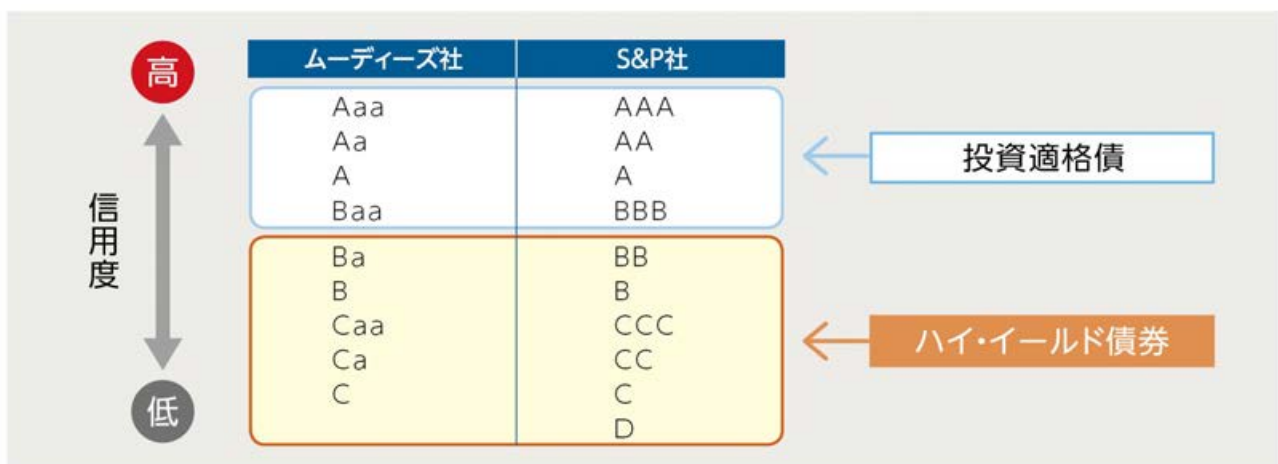 高
信用度
低
ムーディーズ社 S&P社
Aaa AAA
Aa AA
A A
Baa BBB
Ba BB
B B
Caa CCC
Ca CC
C C
D
投資適格債
ハイ・イールド債券